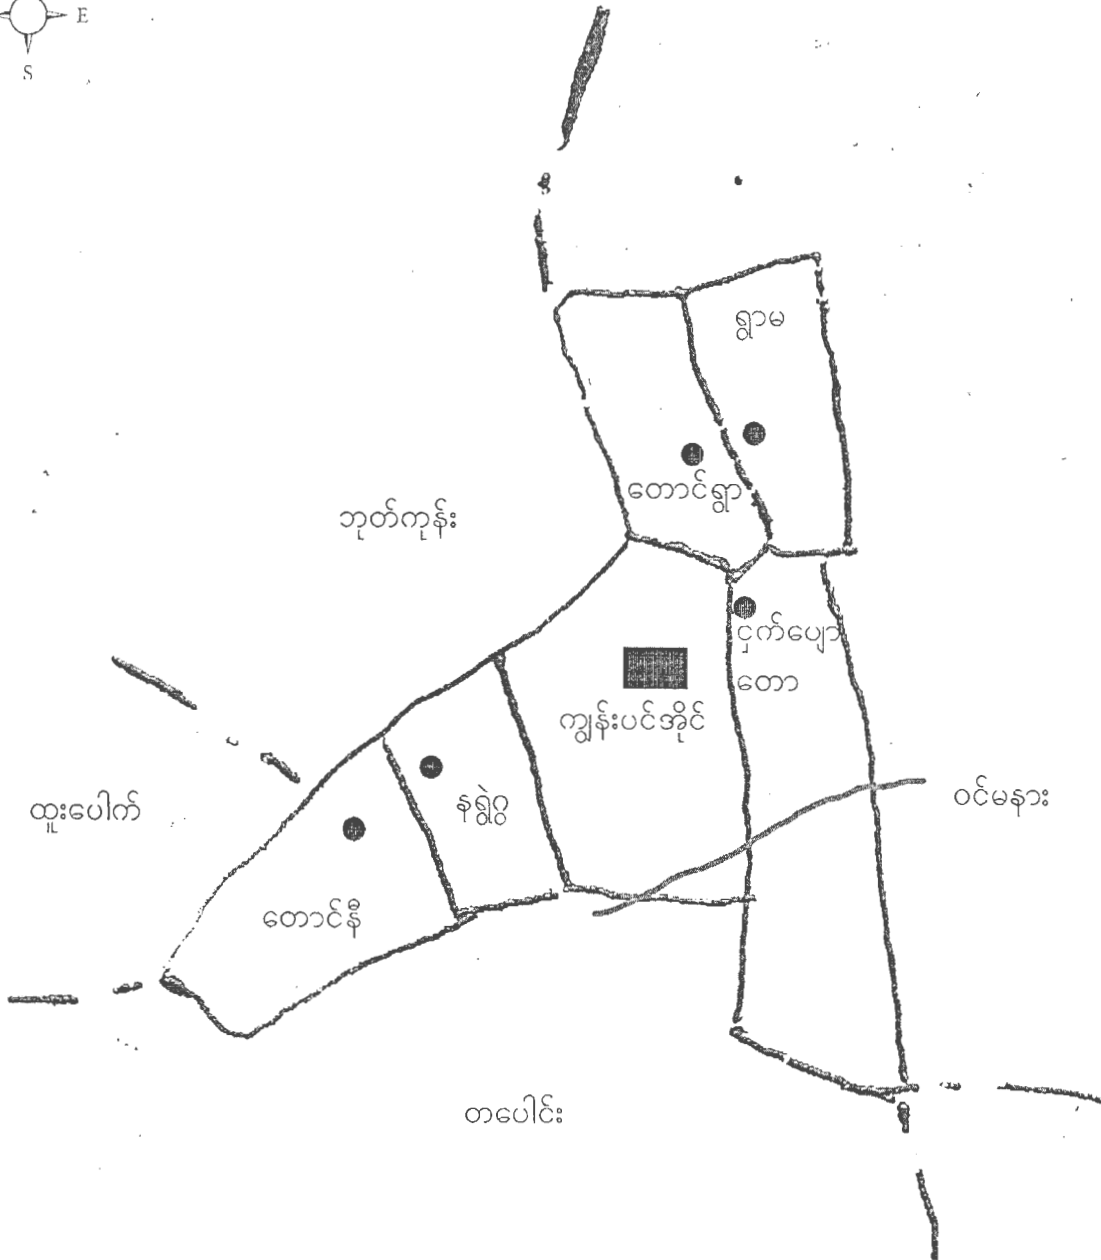 E
S
ရွာမ
တောင်ရွာ
ဘုတ်ကုန်း
ငှက်ပျော
တော
ကျွန်းပင်အိုင်
ဝင်မနား
ထူးပေါက်
နရွဲဂွ
တောင်နီ
တပေါင်း